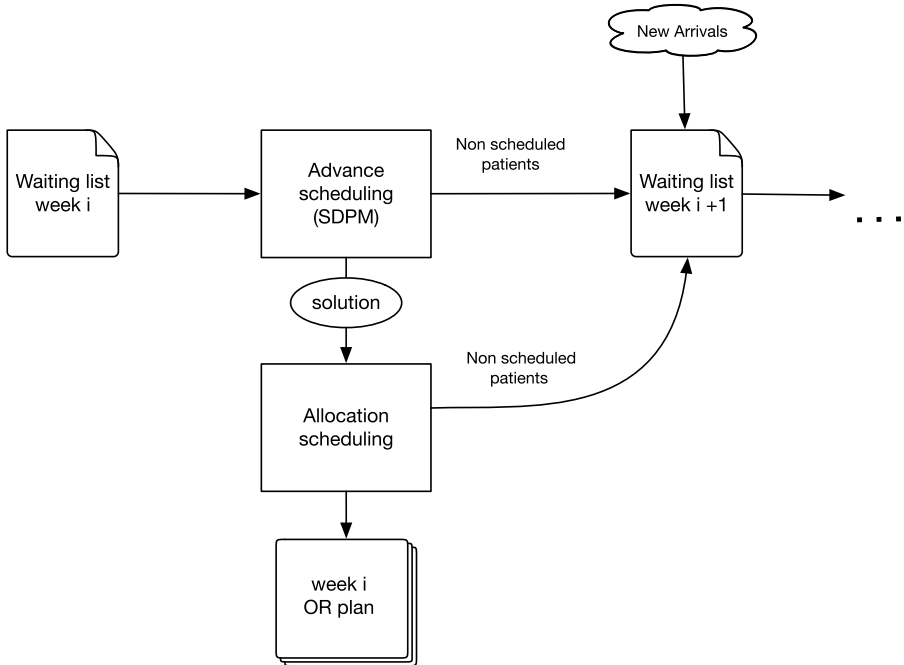 New Arrivals
Waiting list
week i
Advance
scheduling
(SDPM)
Non scheduled
patients
Waiting list
week i +1
. . .
solution
Allocation
scheduling
Non scheduled
patients
week i
OR plan